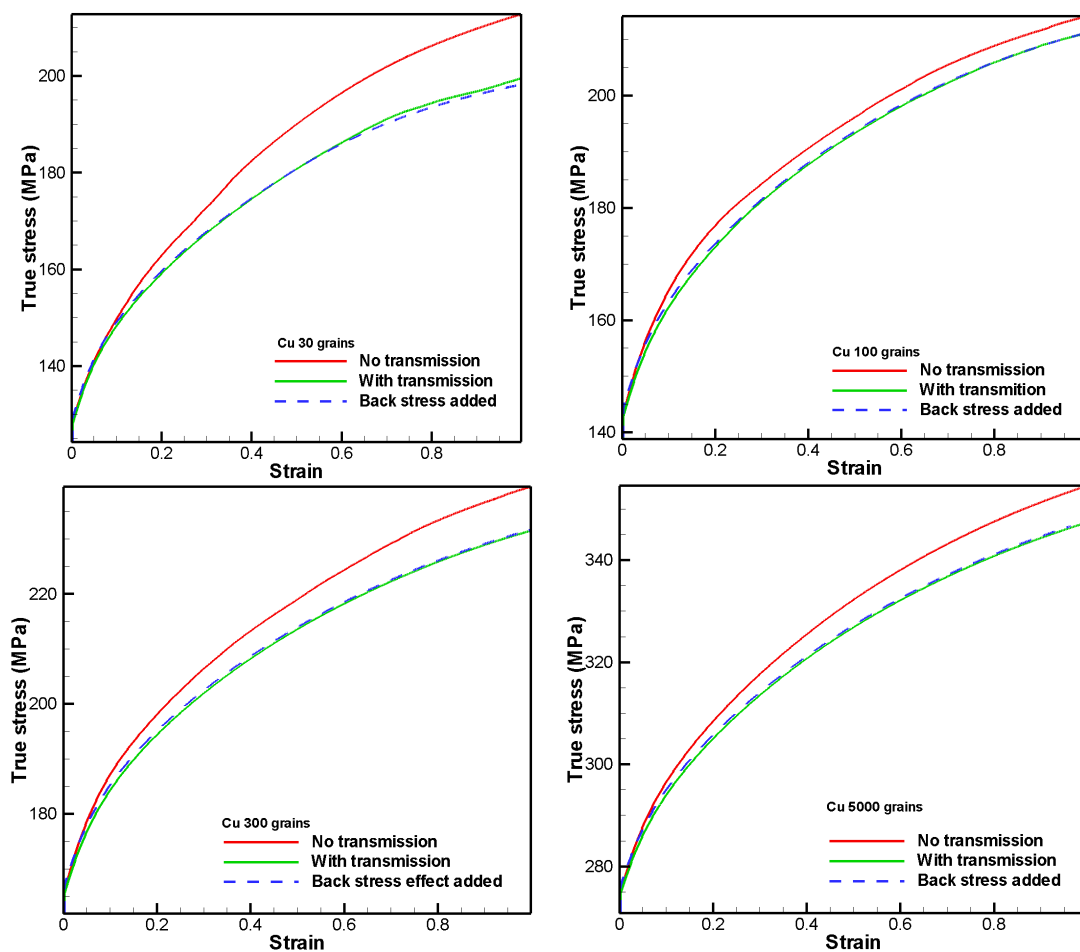 200
180
160
140
True stress (MPa)
Cu 30 grains
No transmission
With transmission
Back stress added
0 0.2 0.4 0.6 0.8
Strain
200
180
160
140
True stress (MPa)
Cu 100 grains
No transmission
With transmition
Back stress added
0 0.2 0.4 0.6 0.8
Strain
220
200
180
True stress (MPa)
Cu 300 grains
No transmission
With transmission
Back stress effect added
0 0.2 0.4 0.6 0.8
Strain
340
320
300
280
True stress (MPa)
Cu 5000 grains
No transmission
With transmission
Back stress added
0 0.2 0.4 0.6 0.8
Strain